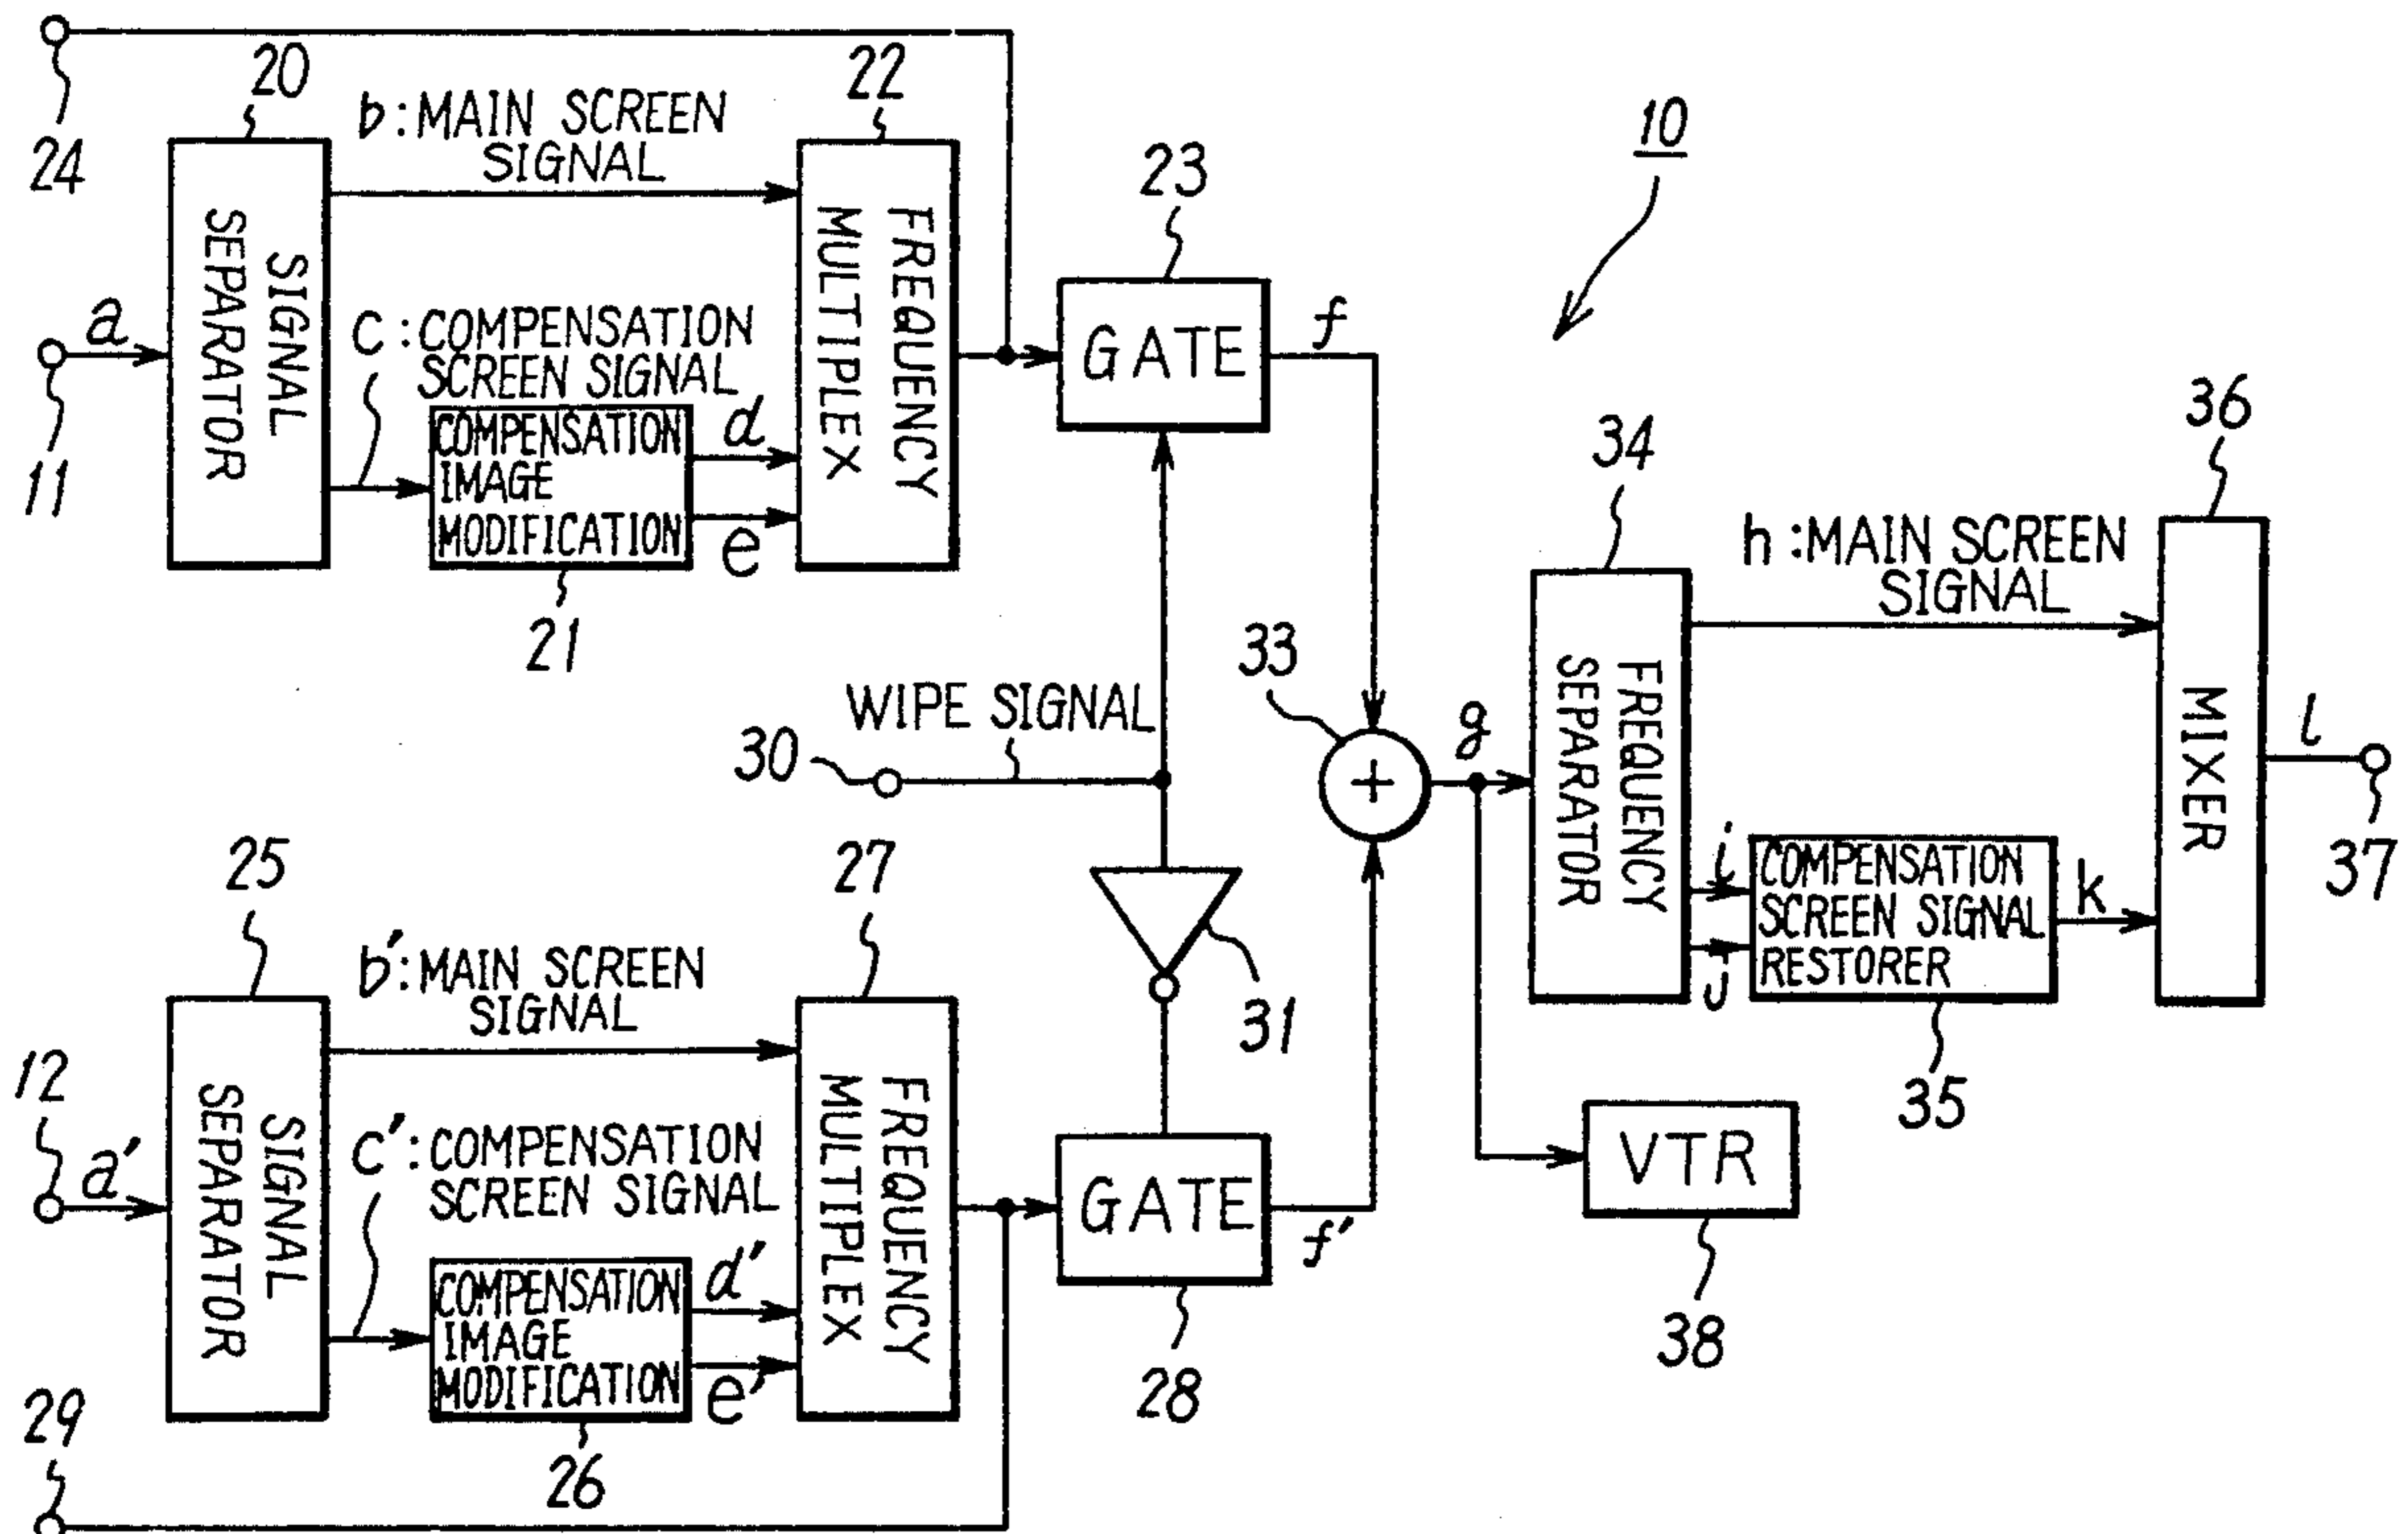 24
20
b:MAIN SCREEN
SIGNAL
22
10
23
SIGNAL
SEPARATOR
FREQUENCY
MULTIPLEX
a
11
C:COMPENSATION
SCREEN SIGNAL
COMPENSATION
IMAGE
MODIFICATION
d
e
21
GATE
f
34
36
h:MAIN SCREEN
SIGNAL
33
WIPE SIGNAL
30
g
FREQUENCY
SEPARATOR
MIXER
l
37
+
i
j
COMPENSATION
SCREEN SIGNAL
RESTORER
k
35
31
25
b':MAIN SCREEN
SIGNAL
27
12
a'
SIGNAL
SEPARATOR
c':COMPENSATION
SCREEN SIGNAL
COMPENSATION
IMAGE
MODIFICATION
d'
e'
26
FREQUENCY
MULTIPLEX
GATE
f'
28
VTR
38
29